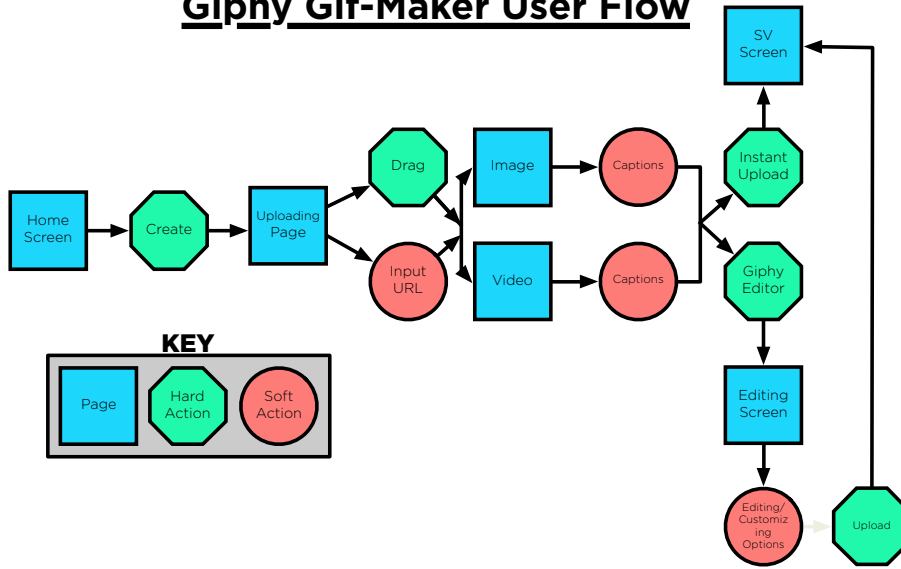 Giphy Gif-Maker User Flow
SV
Screen
Drag
Image
Captions
Instant
Upload
Home
Screen
Create
Uploading
Page
Input
URL
Video
Captions
Giphy
Editor
KEY
Page
Hard
Action
Soft
Action
Editing
Screen
Editing/
Customiz
ing
Options
Upload